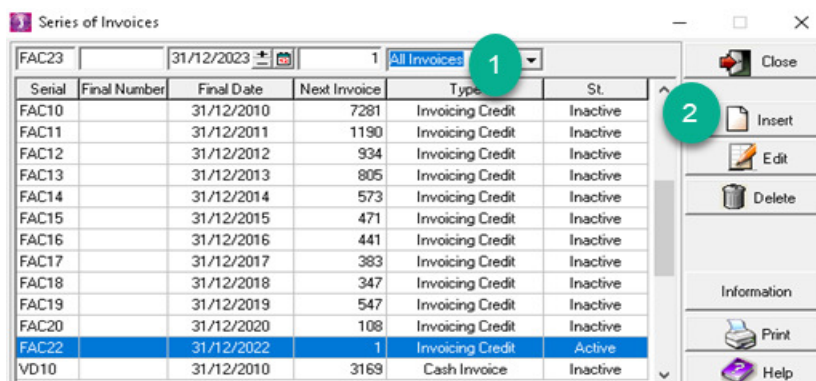 Series of Invoices
FAC23 31/12/2023 1 All Invoices 1 Close
Serial Final Number Final Date Next Invoice Type St.
FAC10 31/12/2010 7281 Invoicing Credit Inactive 2 Insert
FAC11 31/12/2011 1190 Invoicing Credit Inactive
FAC12 31/12/2012 934 Invoicing Credit Inactive Edit
FAC13 31/12/2013 805 Invoicing Credit Inactive
FAC14 31/12/2014 573 Invoicing Credit Inactive Delete
FAC15 31/12/2015 471 Invoicing Credit Inactive
FAC16 31/12/2016 441 Invoicing Credit Inactive
FAC17 31/12/2017 383 Invoicing Credit Inactive
FAC18 31/12/2018 347 Invoicing Credit Inactive Information
FAC19 31/12/2019 547 Invoicing Credit Inactive
FAC20 31/12/2020 108 Invoicing Credit Inactive Print
FAC22 31/12/2022 1 Invoicing Credit Active
VD10 31/12/2010 3169 Cash Invoice Inactive Help